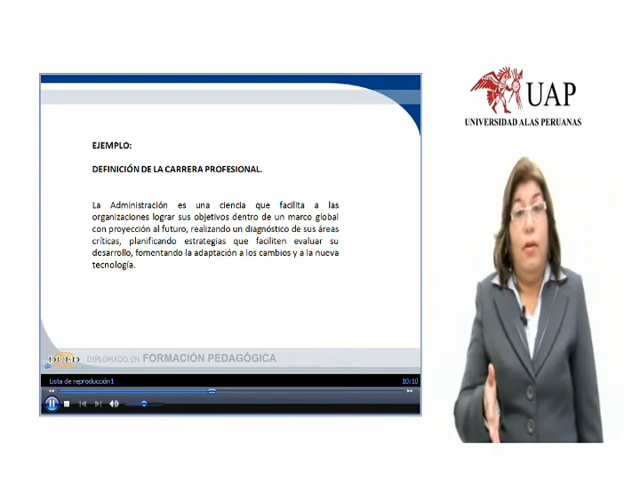 EJEMPLO:
DEFINICIÓN DE LA CARRERA PROFESIONAL.
La Administración es una ciencia que facilita a las
organizaciones lograr sus objetivos dentro de un marco global
con proyección al futuro, realizando un diagnóstico de sus áreas
críticas, planificando estrategias que faciliten evaluar su
desarrollo, fomentando la adaptación a los cambios y a la nueva
tecnología.
DUED DIPLOMADO EN FORMACIÓN PEDAGÓGICA
Lista de reproducción1
10:10
UAP
UNIVERSIDAD ALAS PERUANAS